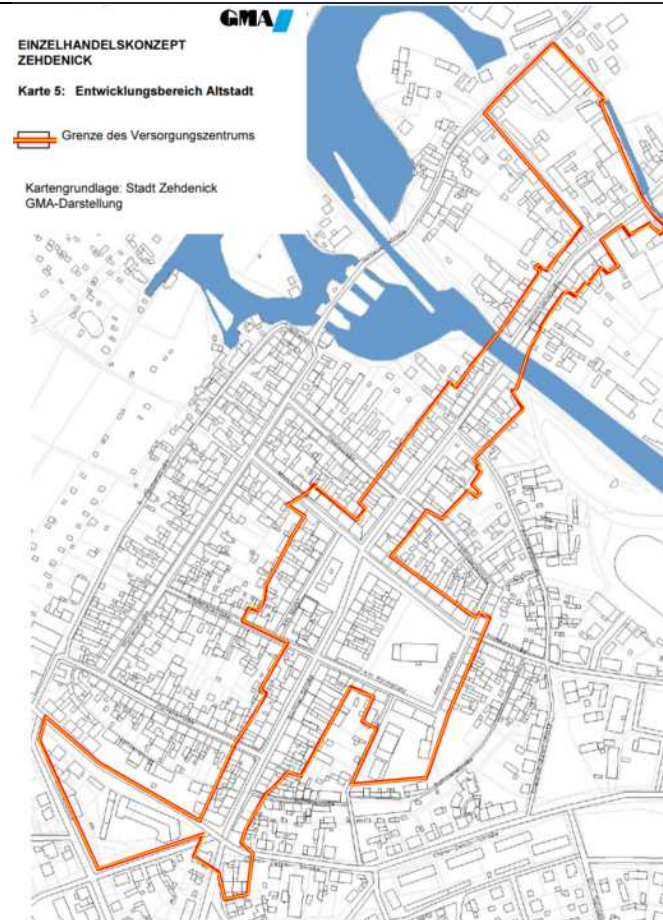 GMA
EINZELHANDELSKONZEPT
ZEHDENICK
Karte 5: Entwicklungsbereich Altstadt
Grenze des Versorgungszentrums
Kartengrundlage: Stadt Zehdenick
GMA-Darstellung